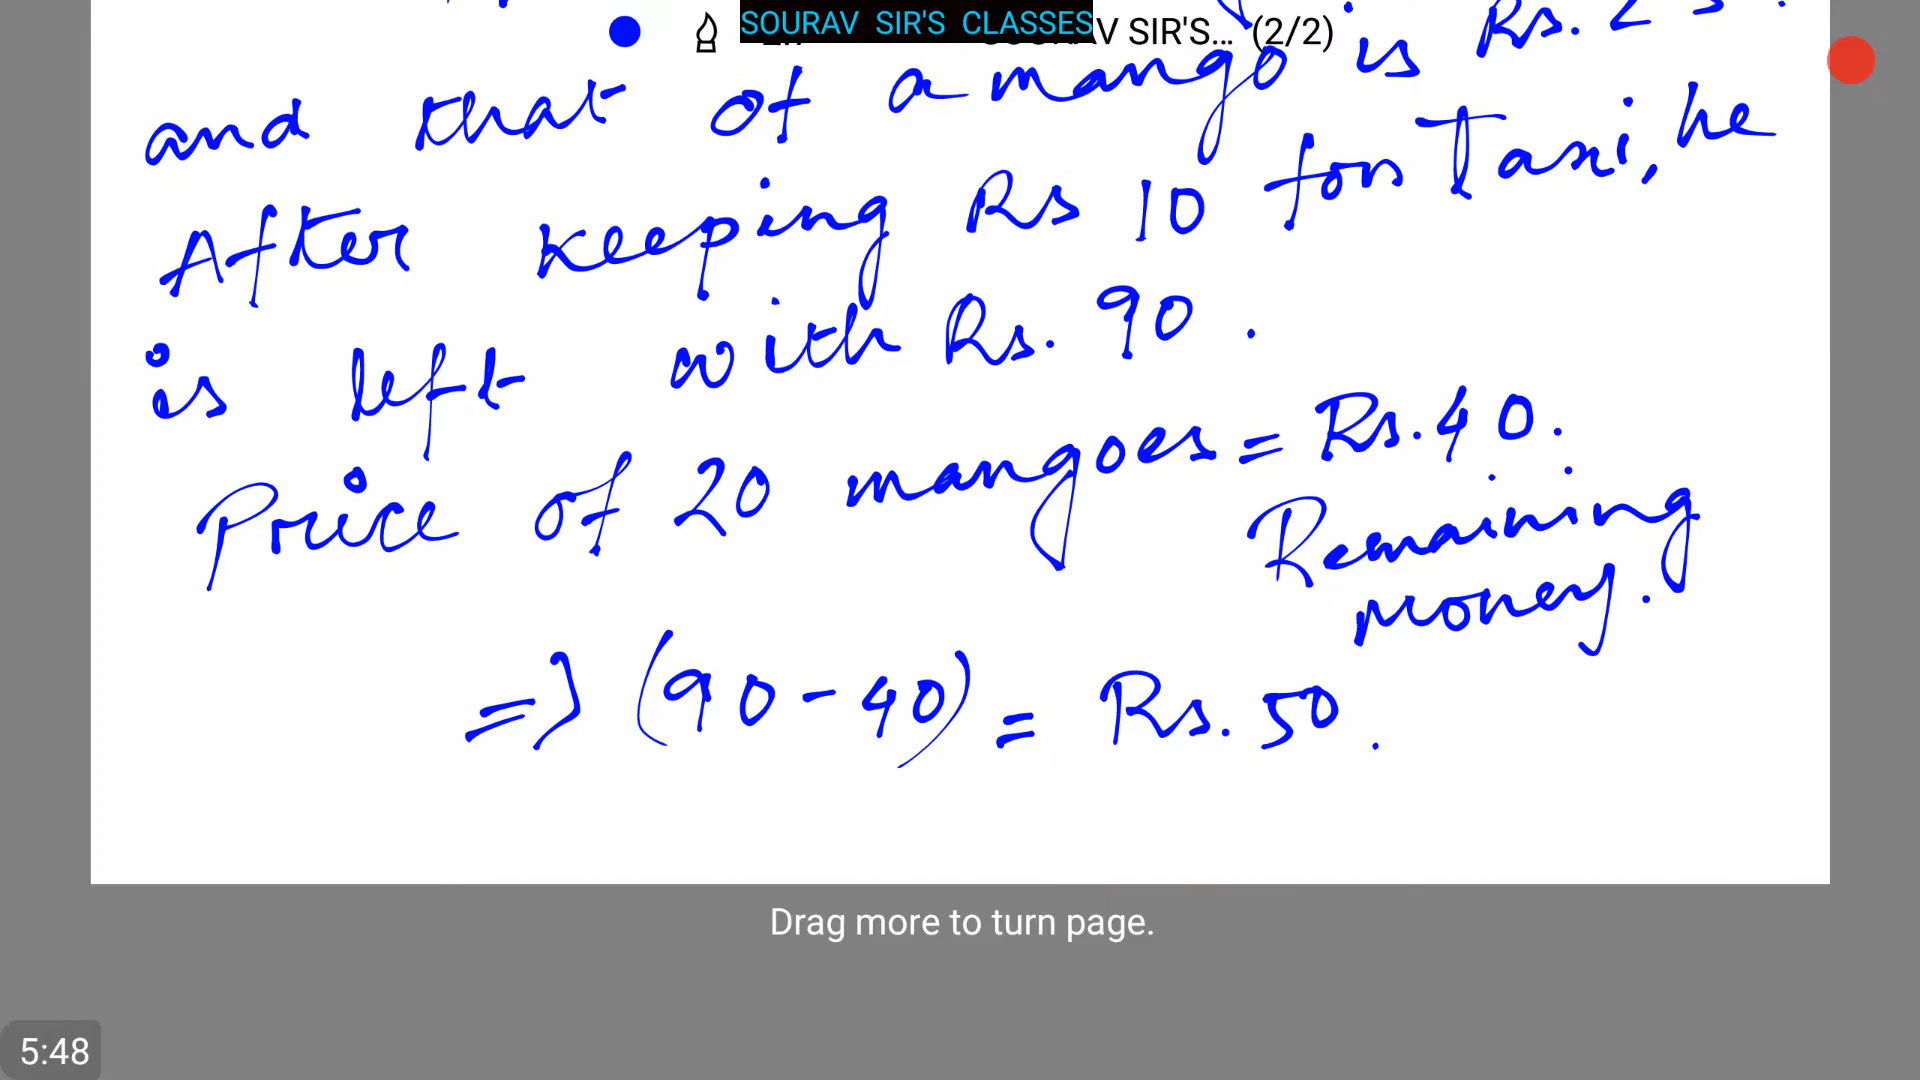 SOURAV SIR'S CLASSES
V SIR'S... (2/2)
and that of a mango is Rs. 2
After keeping Rs 10 for Taxi, he
is left with Rs. 90.
Price of 20 mangoes = Rs. 40.
Remaining
money.
=> (90-40) = Rs. 50.
Drag more to turn page.
5:48